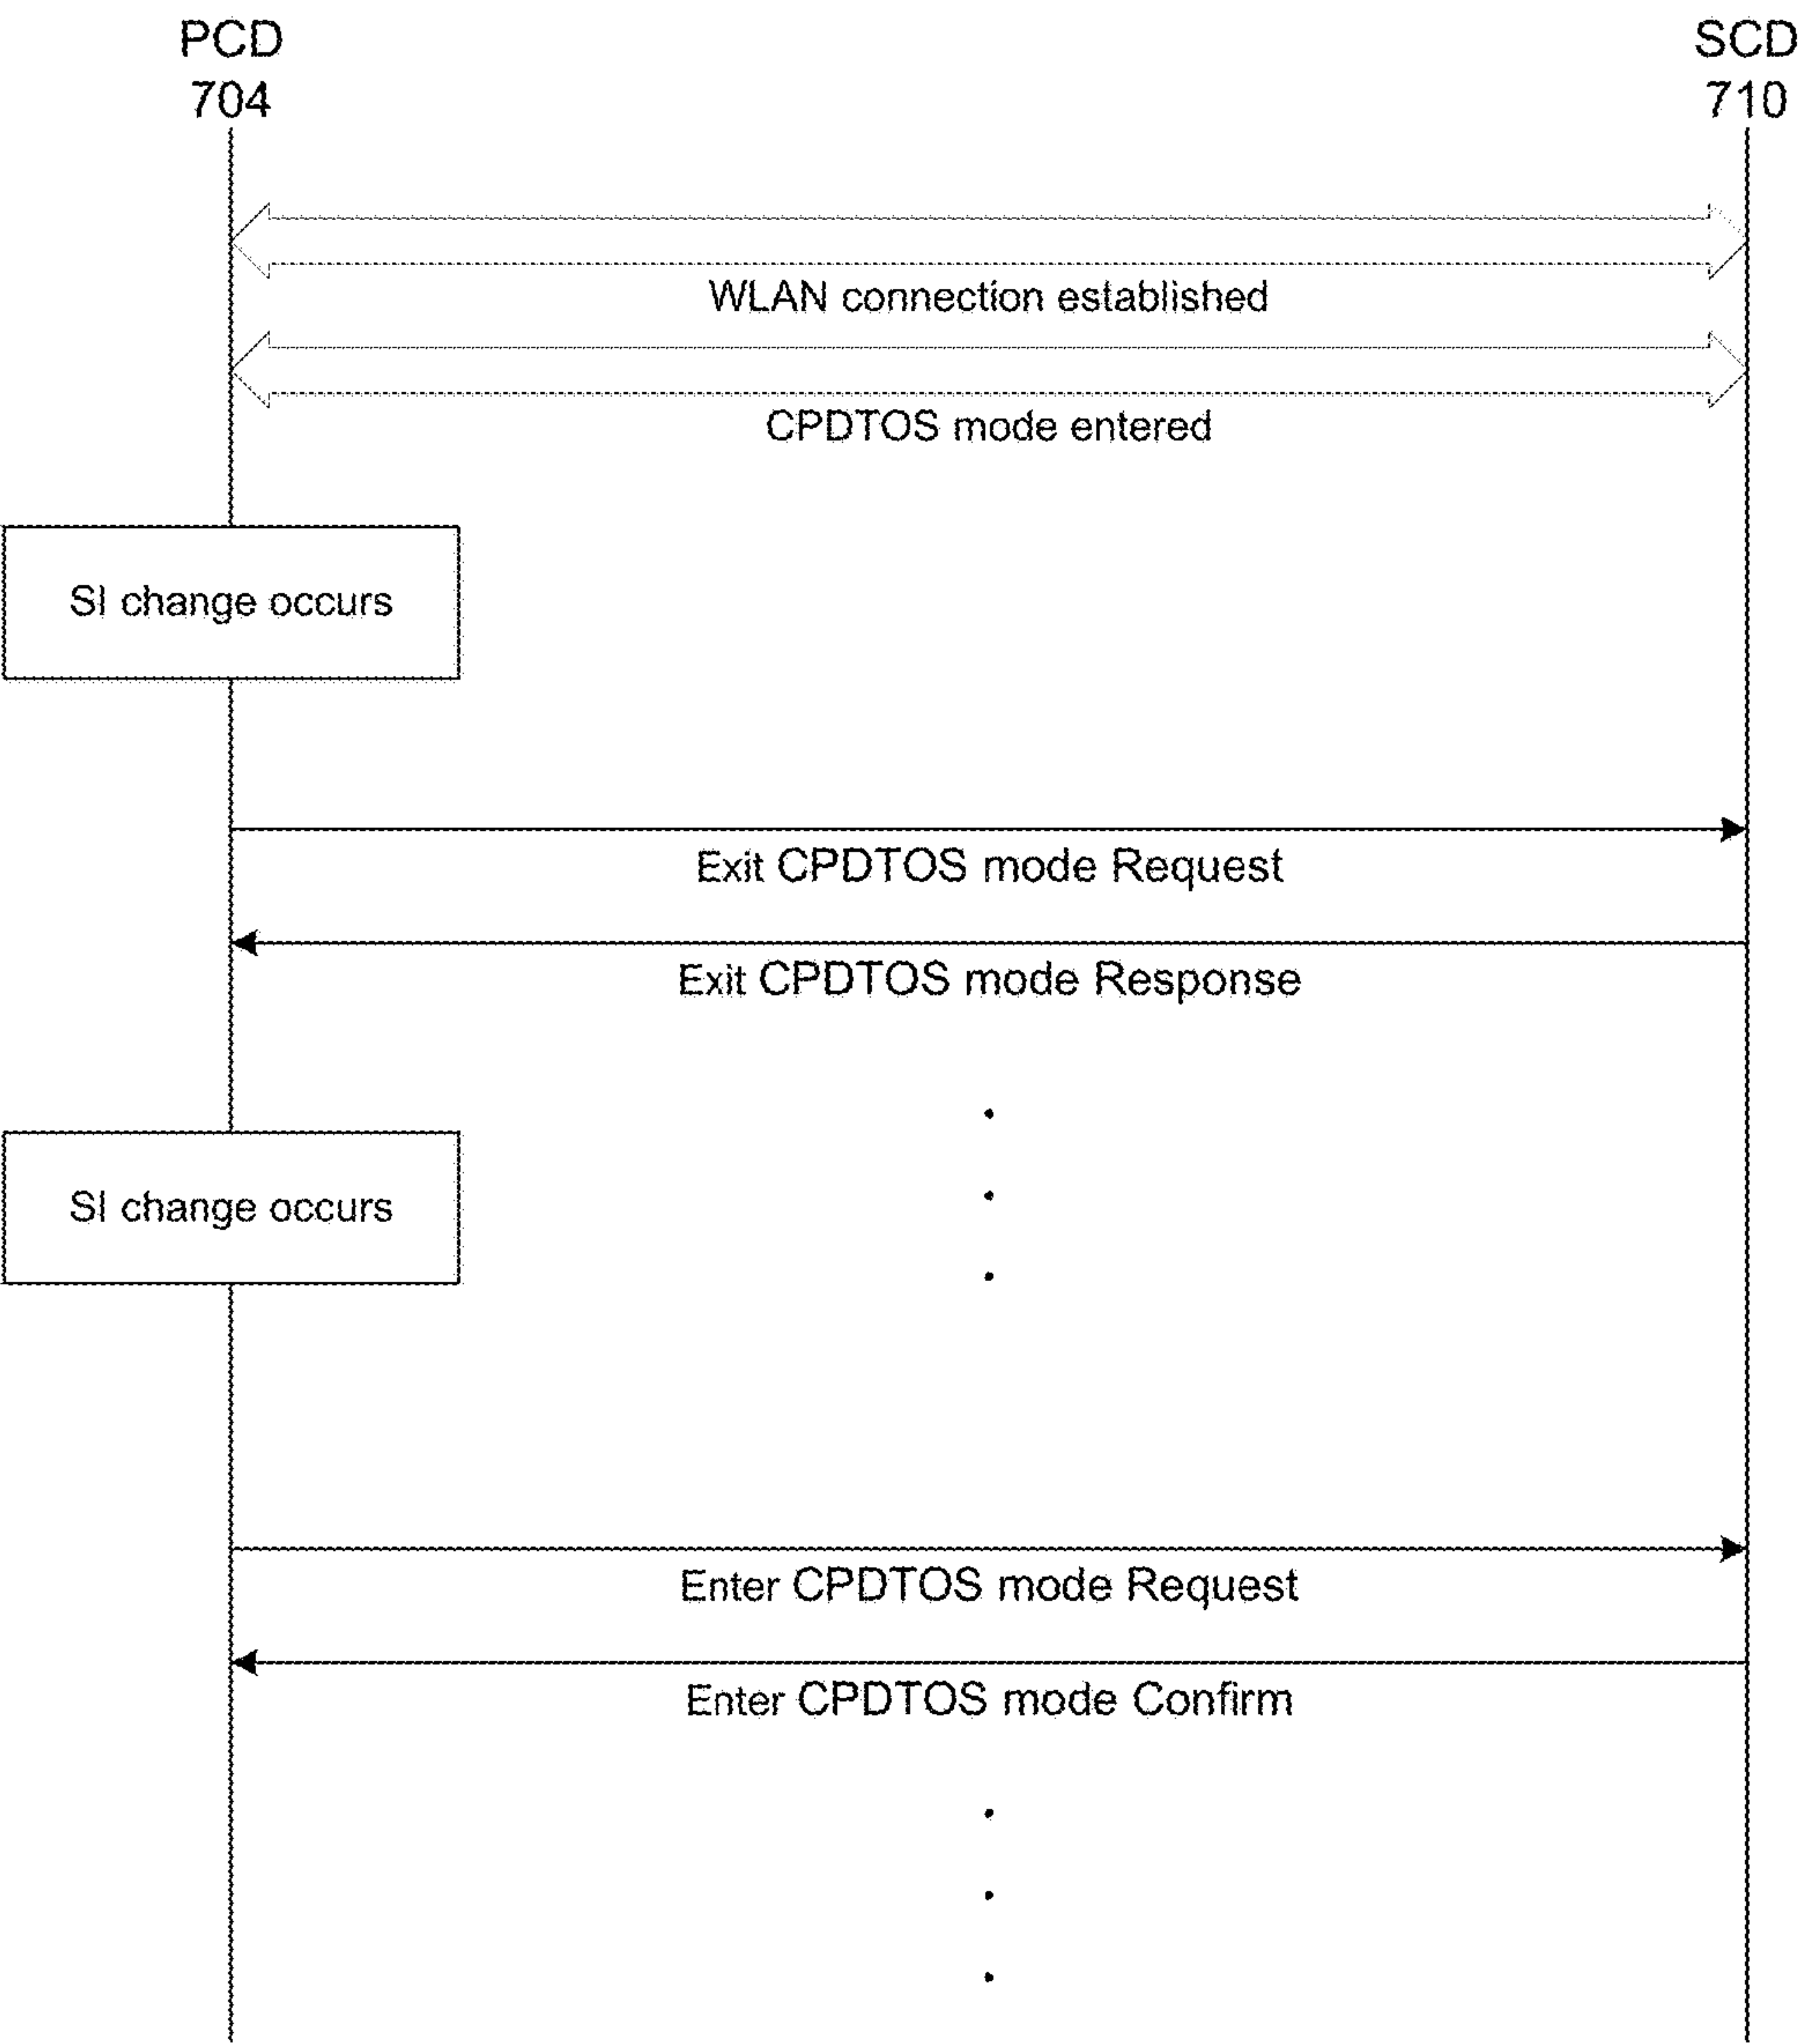 PCD
704
SCD
710
WLAN connection established
CPDTOS mode entered
SI change occurs
Exit CPDTOS mode Request
Exit CPDTOS mode Response
SI change occurs
Enter CPDTOS mode Request
Enter CPDTOS mode Confirm